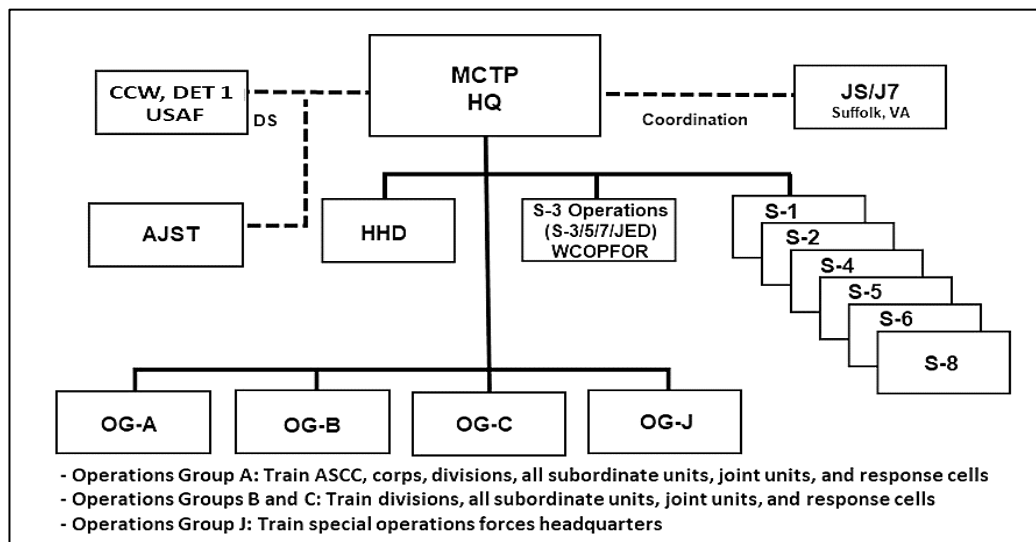 MCTP
HQ
CCW, DET 1
USAF
DS
Coordination
JS/J7
Suffolk, VA
AJST
HHD
S-3 Operations
(S-3/5/7/JED)
WCOPFOR
S-1
S-2
S-4
S-5
S-6
S-8
OG-A
OG-B
OG-C
OG-J
- Operations Group A: Train ASCC, corps, divisions, all subordinate units, joint units, and response cells
- Operations Groups B and C: Train divisions, all subordinate units, joint units, and response cells
- Operations Group J: Train special operations forces headquarters